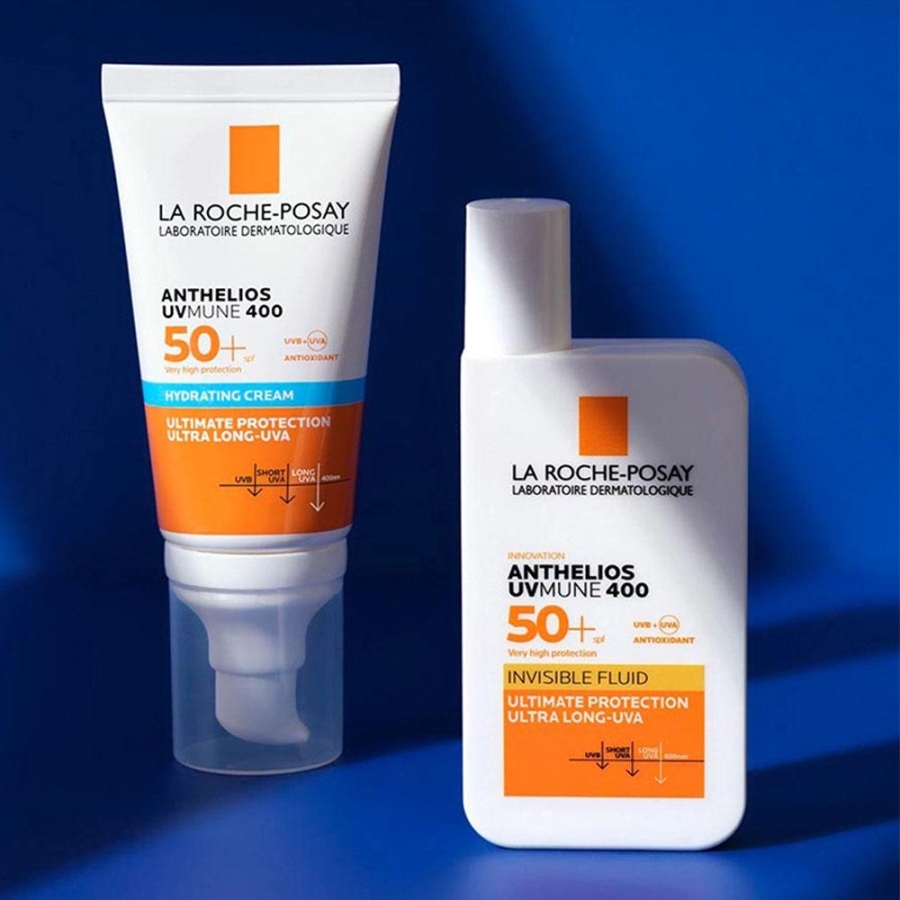 LA ROCHE-POSAY
LABORATOIRE DERMATOLOGIQUE
ANTHELIOS
UVMUNE 400
50+ spf
Very high protection
UVB + UVA
ANTIOXIDANT
HYDRATING CREAM
ULTIMATE PROTECTION
ULTRA LONG-UVA
UVB SHORT UVA LONG UVA 400nm
LA ROCHE-POSAY
LABORATOIRE DERMATOLOGIQUE
INNOVATION
ANTHELIOS
UVMUNE 400
50+ spf
Very high protection
UVB + UVA
ANTIOXIDANT
INVISIBLE FLUID
ULTIMATE PROTECTION
ULTRA LONG-UVA
UVB SHORT UVA LONG UVA 400nm